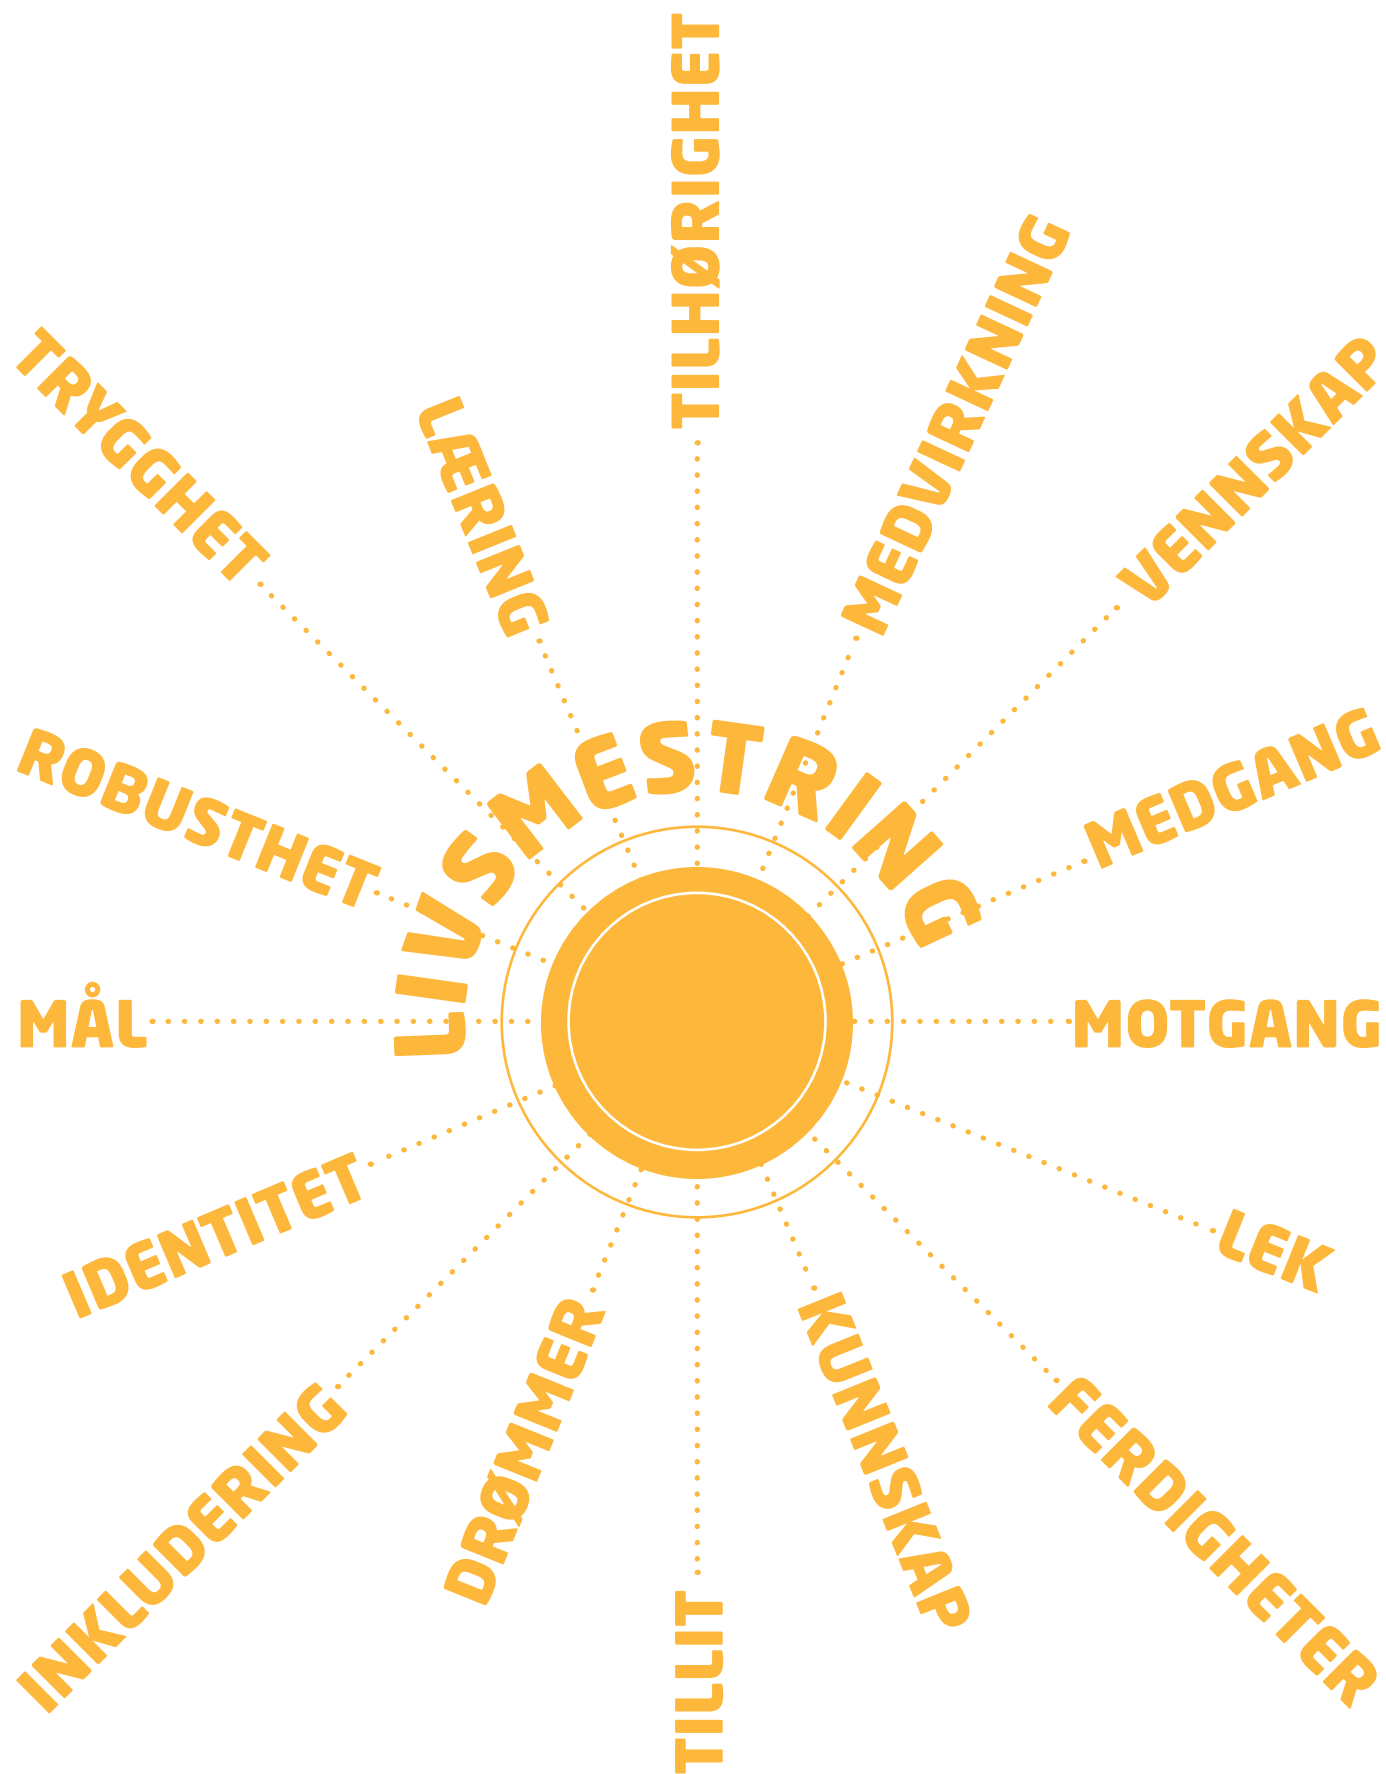 TILHØRIGHET
MEDVIRKNING
VENNSKAP
MEDGANG
MOTGANG
LEK
FERDIGHETER
KUNNSKAP
TILLIT
DRØMMER
INKLUDERING
IDENTITET
MÅL
ROBUSTHET
TRYGGHET
LÆRING
LIVSMESTRING